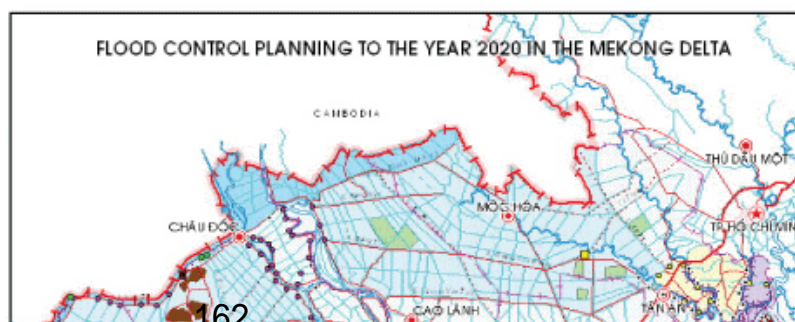 FLOOD CONTROL PLANNING TO THE YEAR 2020 IN THE MEKONG DELTA
CAMBODIA
THỦ DẦU MỘT
MỘC HÓA
CHÂU ĐỐC
TP.HỒ CHÍ MIN
162
CAO LÃNH
TÂN AN